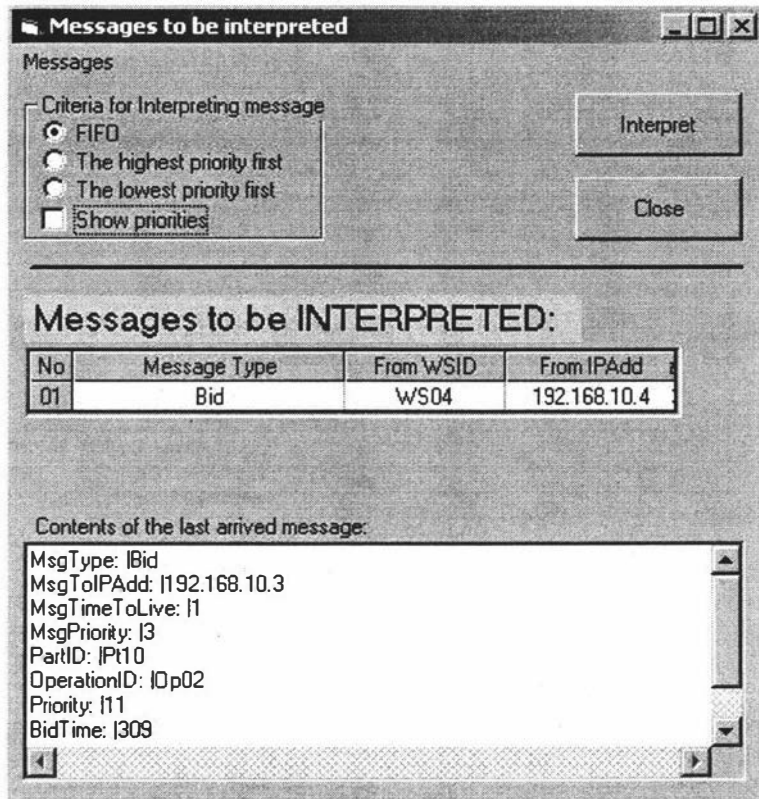 Messages to be interpreted
Messages
Criteria for Interpreting message
FIFO
The highest priority first
The lowest priority first
Show priorities
Interpret
Close
Messages to be INTERPRETED:
No Message Type From WSID From IPAdd
01 Bid WS04 192.168.10.4
Contents of the last arrived message:
MsgType: |Bid
MsgToIPAdd: |192.168.10.3
MsgTimeToLive: |1
MsgPriority: |3
PartID: |Pt10
OperationID: |Op02
Priority: |11
BidTime: |309